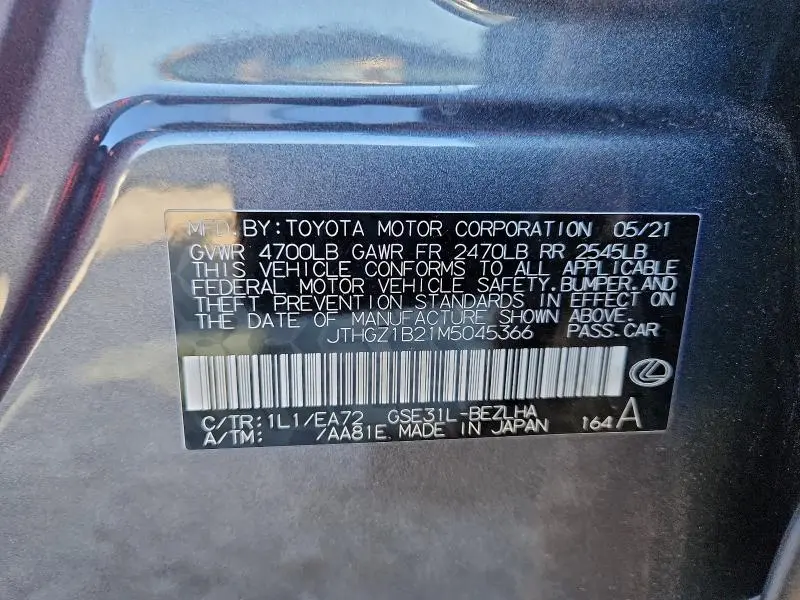 MFD. BY: TOYOTA MOTOR CORPORATION 05/21
GVWR 4700LB GAWR FR 2470LB RR 2545LB
THIS VEHICLE CONFORMS TO ALL APPLICABLE
FEDERAL MOTOR VEHICLE SAFETY, BUMPER, AND
THEFT PREVENTION STANDARDS IN EFFECT ON
THE DATE OF MANUFACTURE SHOWN ABOVE.
JTHGZ1B21M5045366 PASS. CAR
C/TR: 1L1/EA72 GSE31L-BEZLHA
A/TM: /AA81E MADE IN JAPAN 164 A